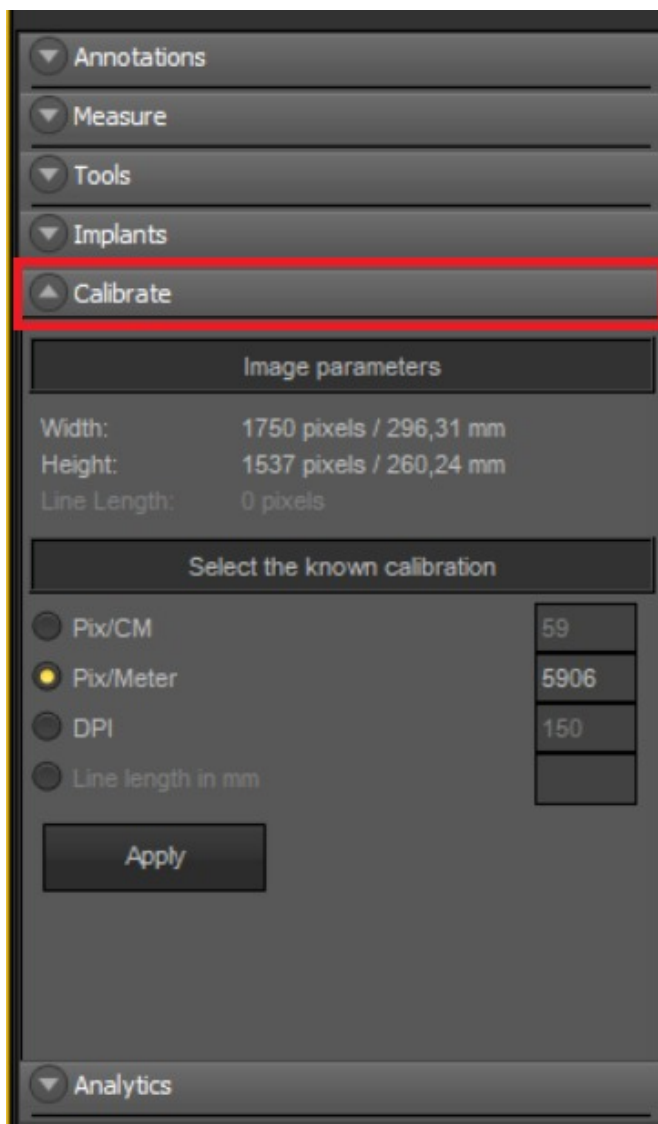 Annotations
Measure
Tools
Implants
Calibrate
Image parameters
Width: 1750 pixels / 296,31 mm
Height: 1537 pixels / 260,24 mm
Line Length: 0 pixels
Select the known calibration
Pix/CM 59
Pix/Meter 5906
DPI 150
Line length in mm
Apply
Analytics